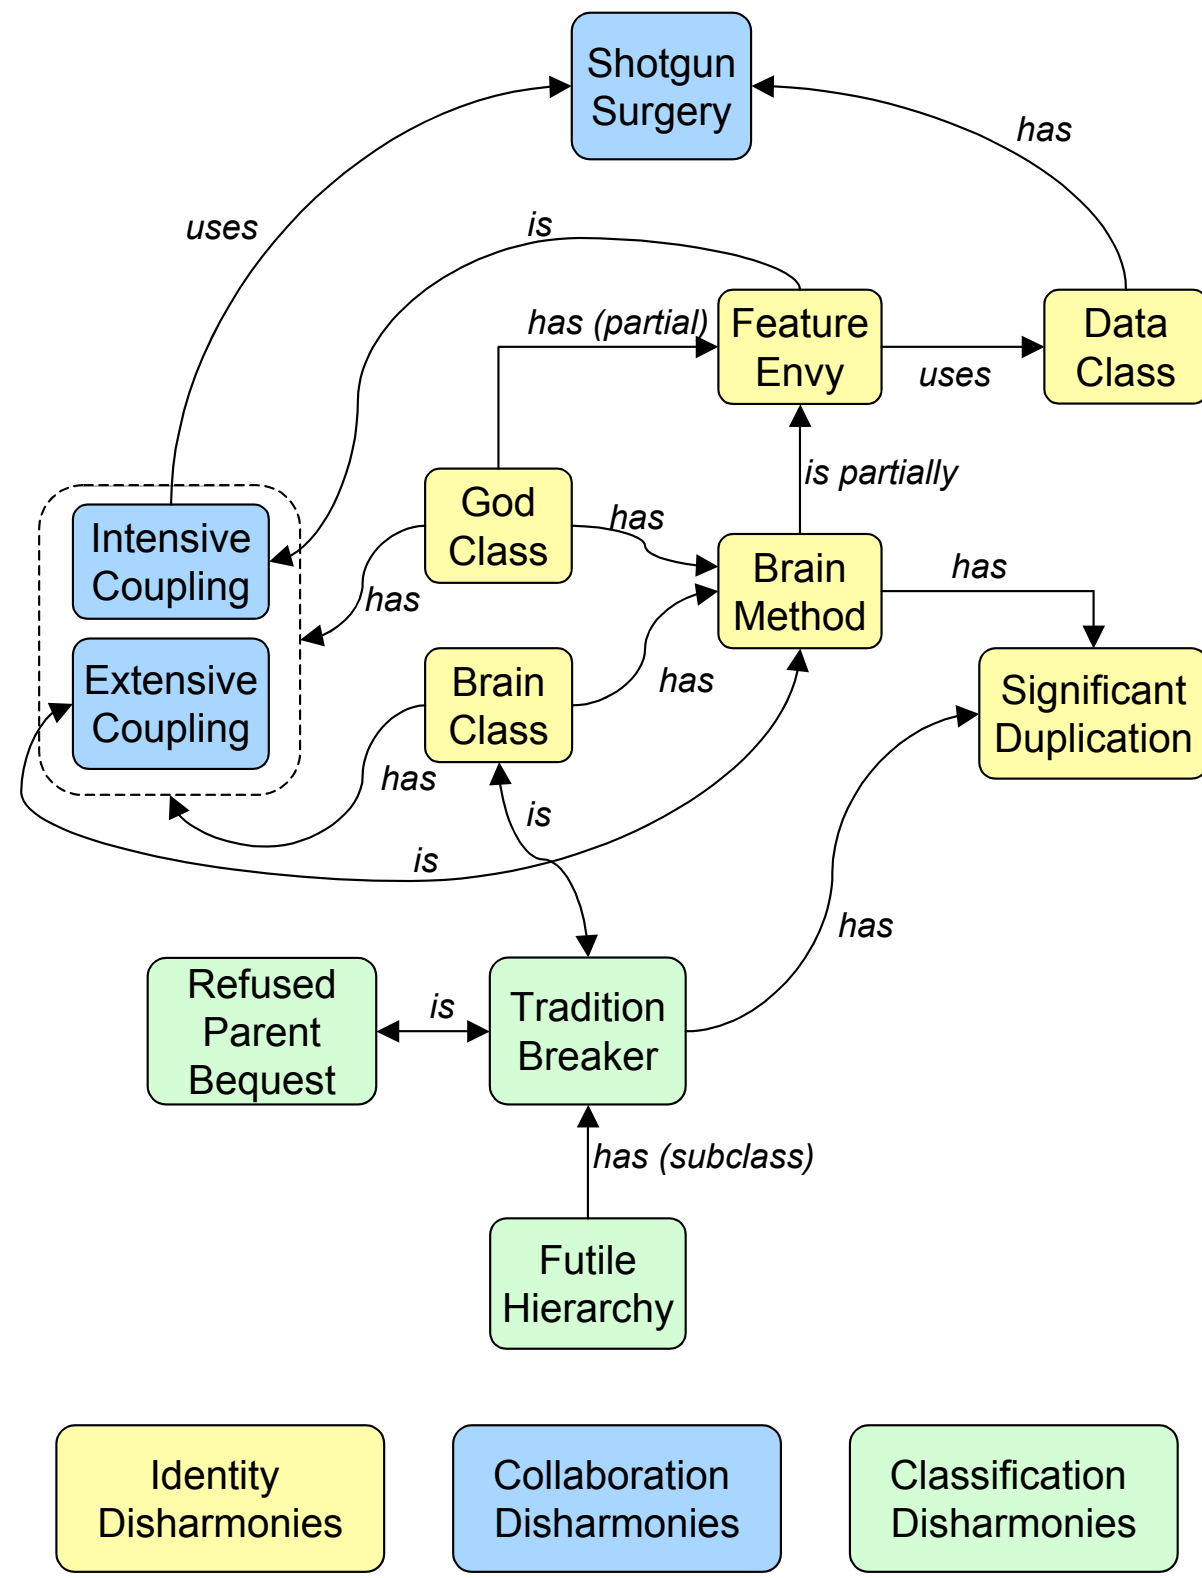 Shotgun
Surgery
has
uses
is
has (partial)
Feature
Envy
uses
Data
Class
is partially
God
Class
has
has
Intensive
Coupling
Brain
Method
has
Extensive
Coupling
Brain
Class
has
has
Significant
Duplication
is
is
has
Refused
Parent
Bequest
is
Tradition
Breaker
has (subclass)
Futile
Hierarchy
Identity
Disharmonies
Collaboration
Disharmonies
Classification
Disharmonies